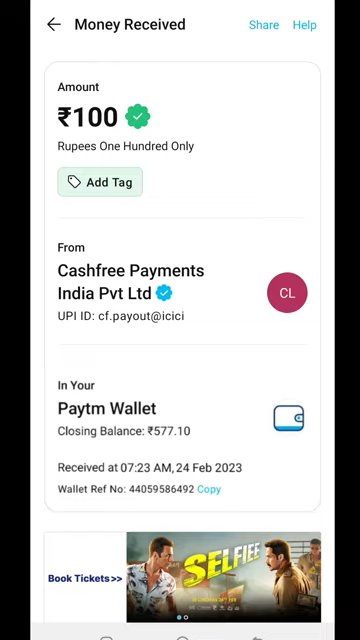 Money Received
Share
Help
Amount
₹100
Rupees One Hundred Only
Add Tag
From
Cashfree Payments
India Pvt Ltd
CL
UPI ID: cf.payout@icici
In Your
Paytm Wallet
Closing Balance: ₹577.10
Received at 07:23 AM, 24 Feb 2023
Wallet Ref No: 44059586492 Copy
Book Tickets>>
SELFIEE